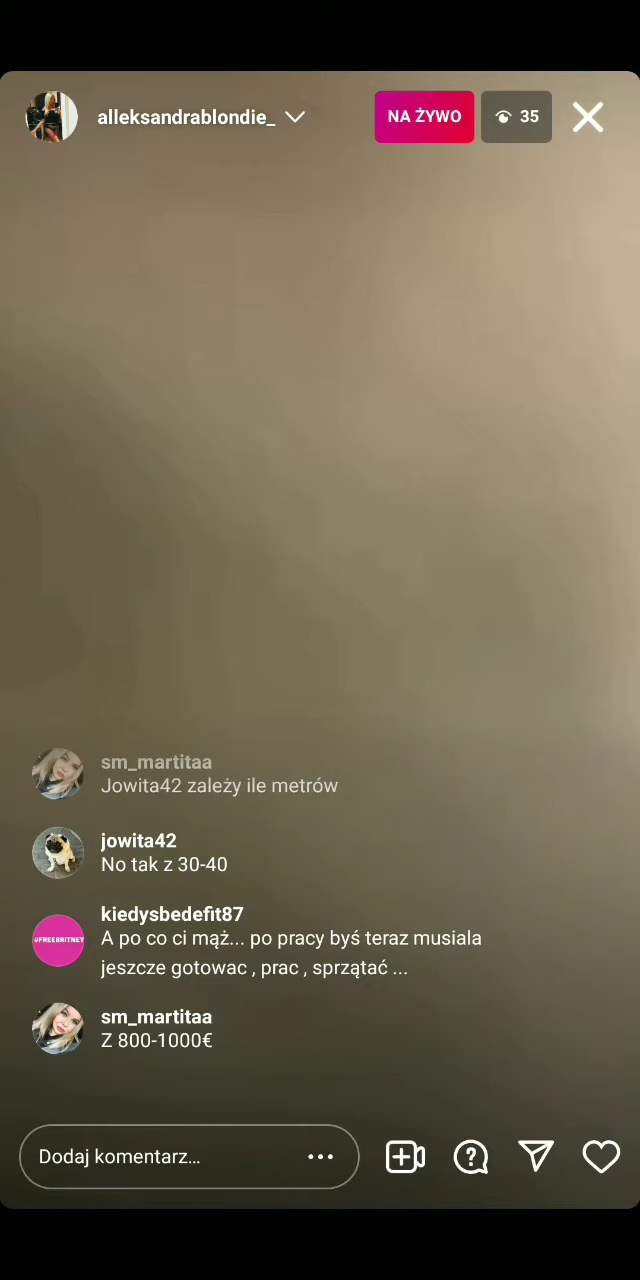 alleksandrablondie_
NA ŻYWO
35
sm_martitaa
Jowita42 zależy ile metrów
jowita42
No tak z 30-40
#FREEBRITNEY
kiedysbedefit87
A po co ci mąż... po pracy byś teraz musiala
jeszcze gotowac , prac , sprzątać ...
sm_martitaa
Z 800-1000€
Dodaj komentarz...